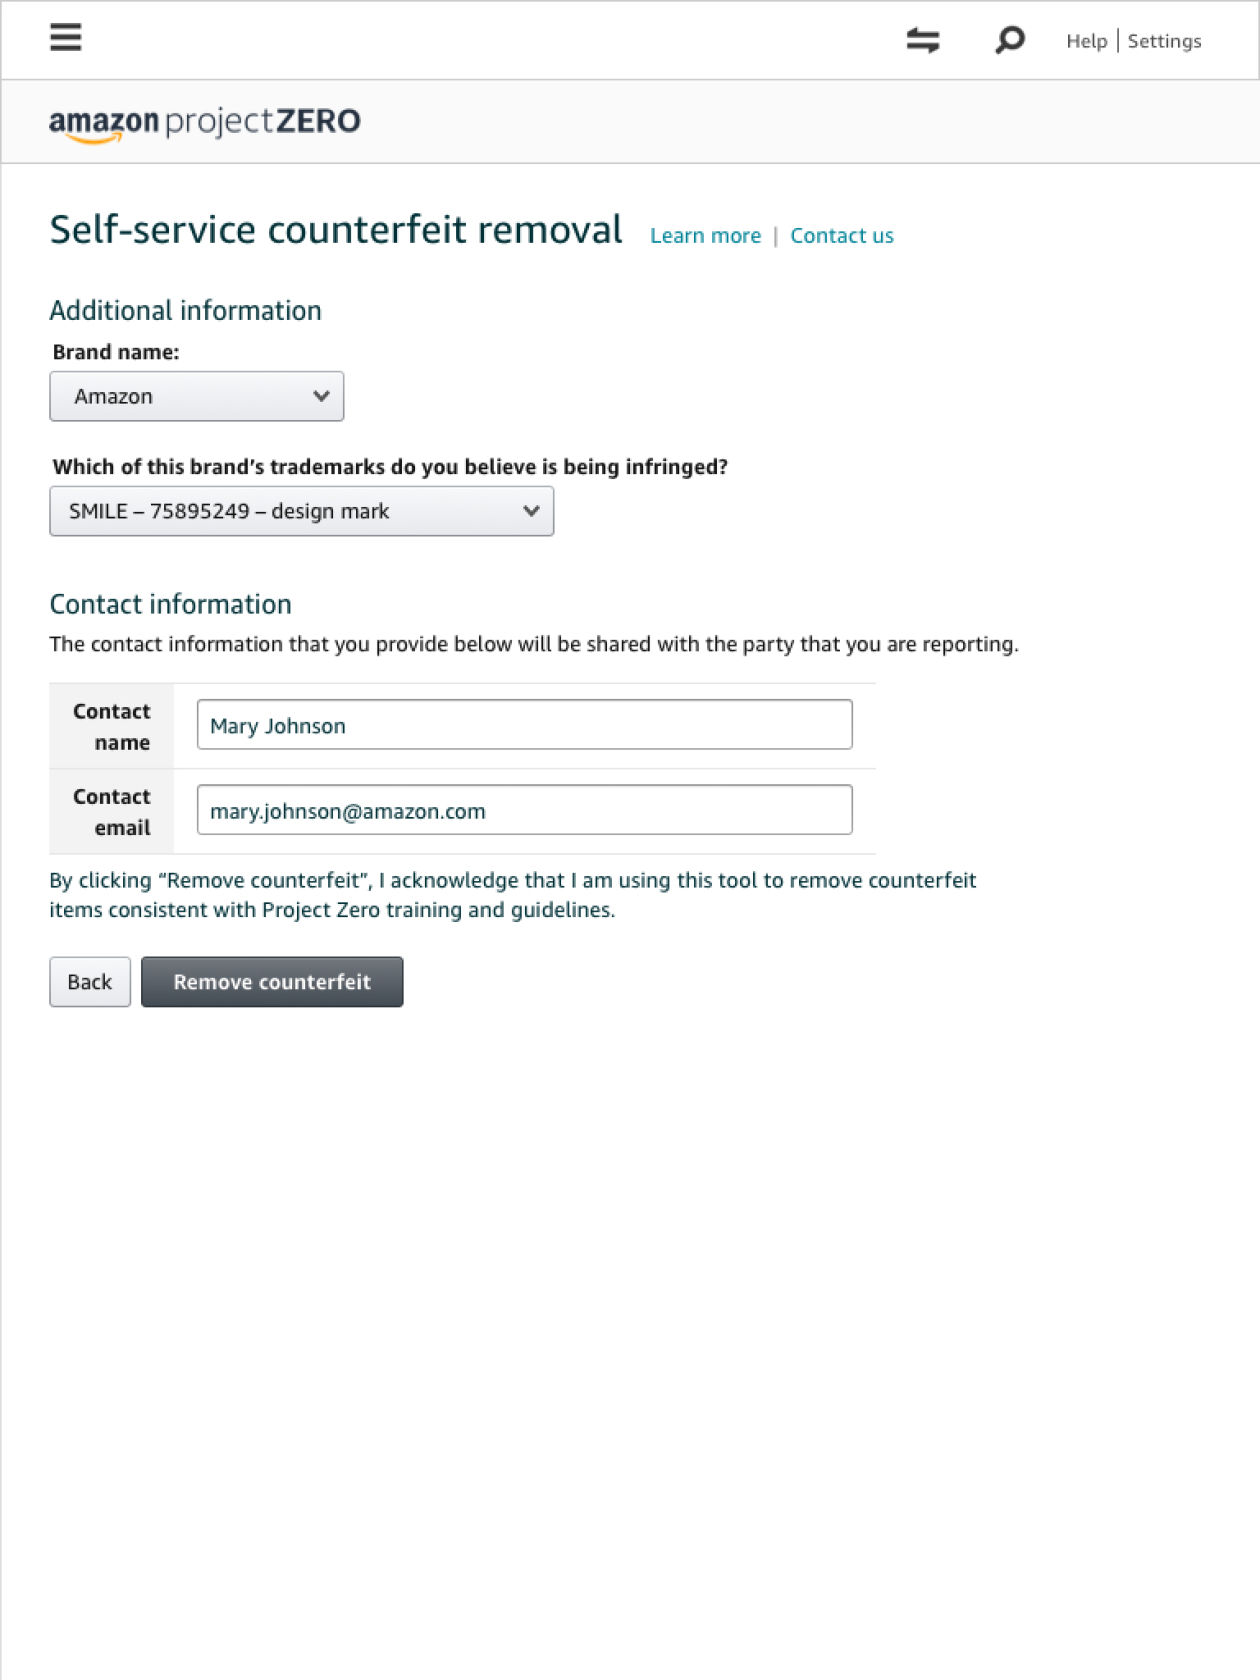 Help | Settings
amazon projectZERO
Self-service counterfeit removal Learn more | Contact us
Additional information
Brand name:
Amazon
Which of this brand’s trademarks do you believe is being infringed?
SMILE – 75895249 – design mark
Contact information
The contact information that you provide below will be shared with the party that you are reporting.
Contact
name
Mary Johnson
Contact
email
mary.johnson@amazon.com
By clicking “Remove counterfeit”, I acknowledge that I am using this tool to remove counterfeit
items consistent with Project Zero training and guidelines.
Back Remove counterfeit